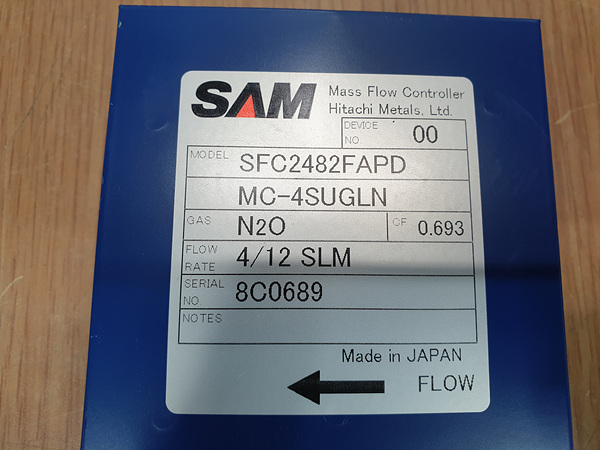 SAM
Mass Flow Controller
Hitachi Metals, Ltd.
DEVICE NO. 00
MODEL SFC2482FAPD
MC-4SUGLN
GAS N2O CF 0.693
FLOW RATE 4/12 SLM
SERIAL NO. 8C0689
NOTES
Made in JAPAN
FLOW